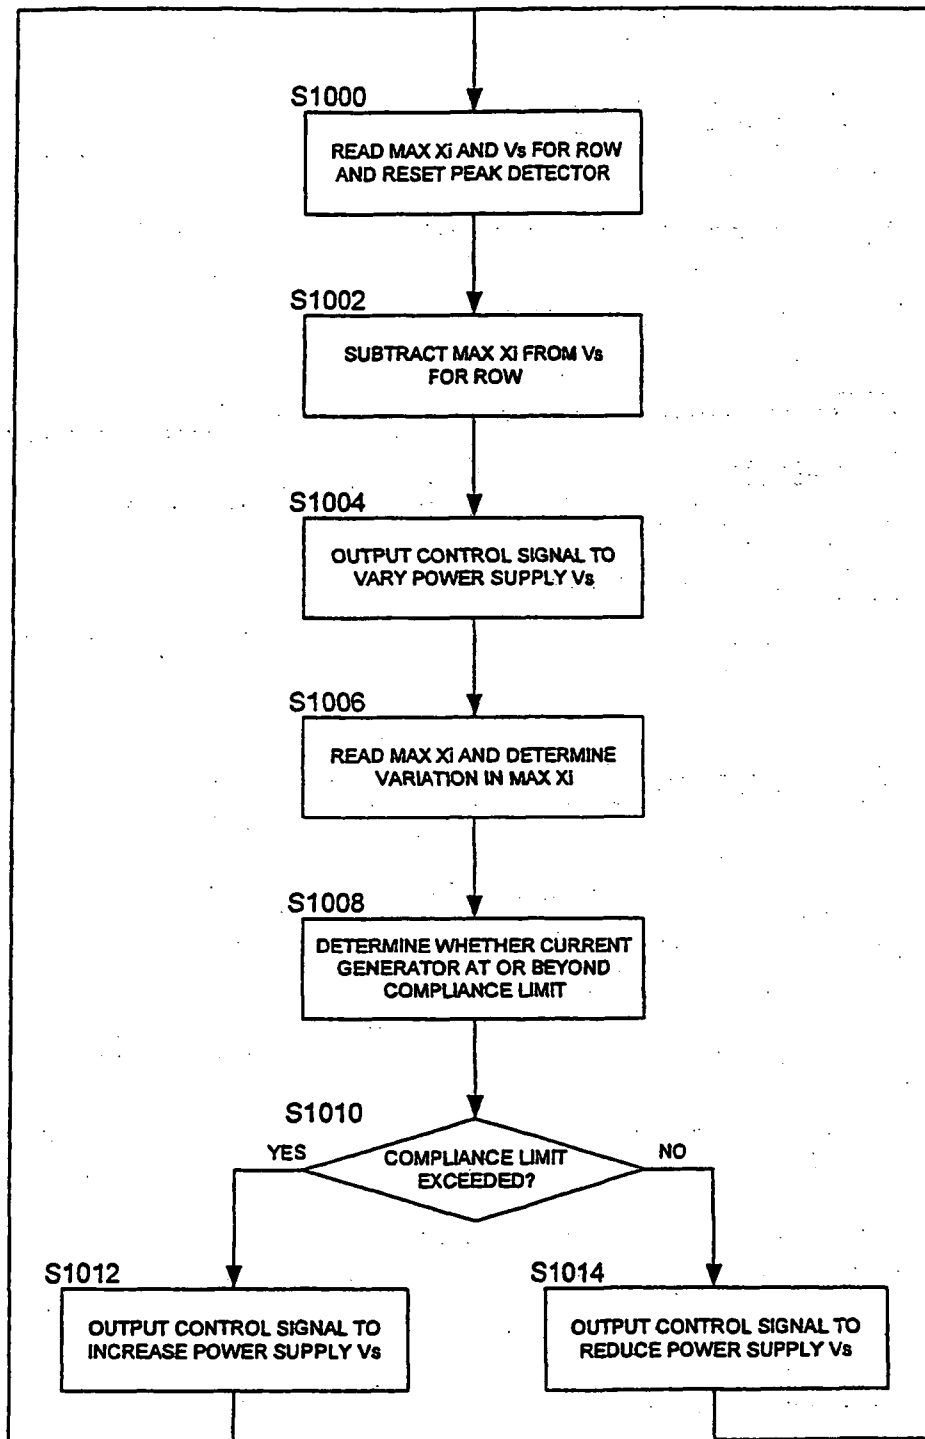 S1000
READ MAX Xi AND Vs FOR ROW
AND RESET PEAK DETECTOR
S1002
SUBTRACT MAX Xi FROM Vs
FOR ROW
S1004
OUTPUT CONTROL SIGNAL TO
VARY POWER SUPPLY Vs
S1006
READ MAX Xi AND DETERMINE
VARIATION IN MAX Xi
S1008
DETERMINE WHETHER CURRENT
GENERATOR AT OR BEYOND
COMPLIANCE LIMIT
S1010
YES
COMPLIANCE LIMIT
EXCEEDED?
NO
S1012
OUTPUT CONTROL SIGNAL TO
INCREASE POWER SUPPLY Vs
S1014
OUTPUT CONTROL SIGNAL TO
REDUCE POWER SUPPLY Vs